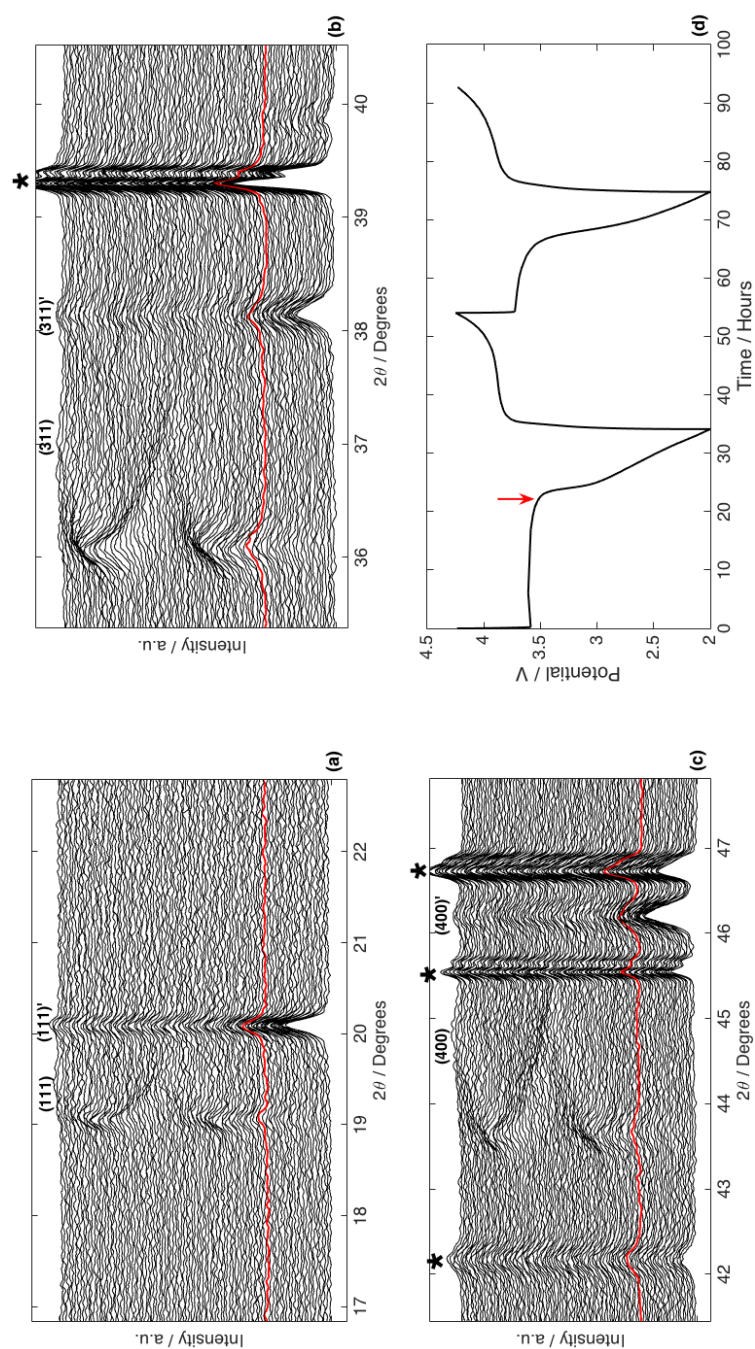 (a)
(111) (111)'
Intensity / a.u.
17 18 19 20 21 22
2θ / Degrees
(b)
(311) (311)' *
Intensity / a.u.
36 37 38 39 40
2θ / Degrees
(c)
* (400) * (400)' *
Intensity / a.u.
42 43 44 45 46 47
2θ / Degrees
(d)
Potential / V
4.5
4
3.5
3
2.5
2
0 10 20 30 40 50 60 70 80 90 100
Time / Hours